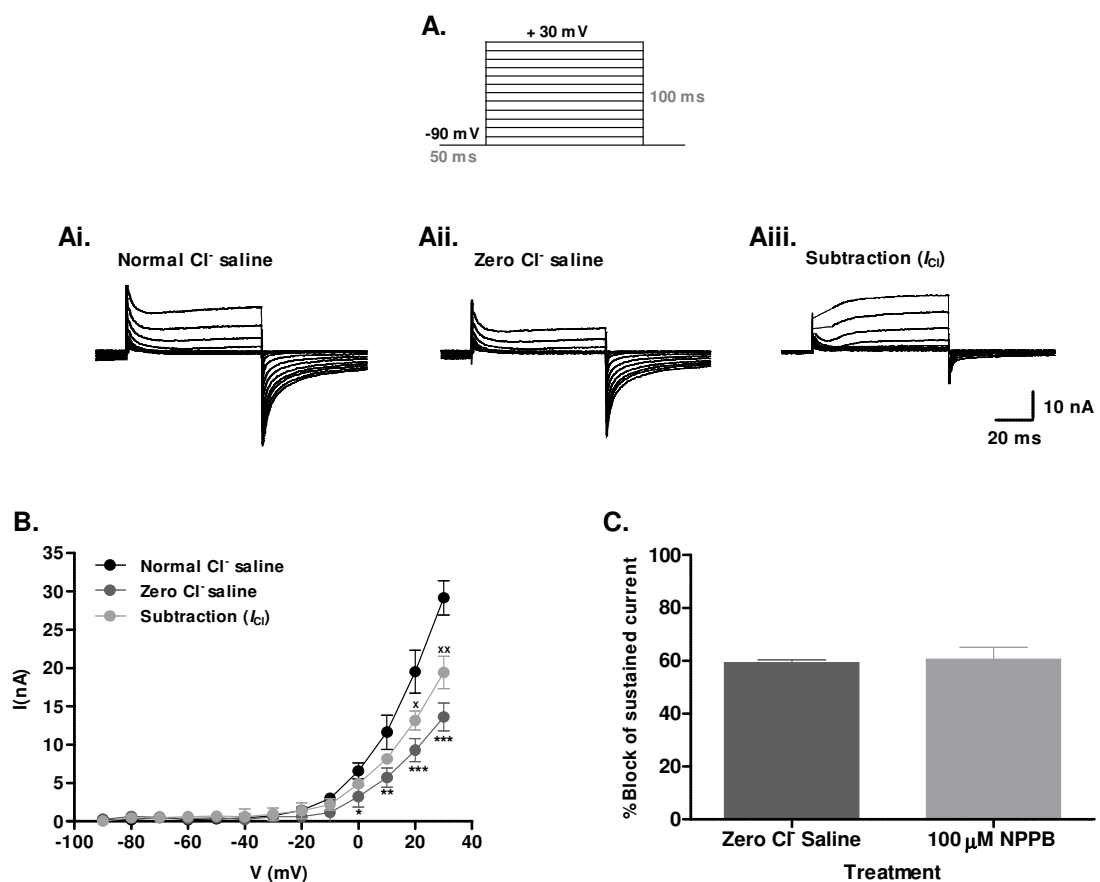 A.
+ 30 mV
100 ms
-90 mV
50 ms
Ai.
Normal Cl⁻ saline
Aii.
Zero Cl⁻ saline
Aiii.
Subtraction (I_Cl)
10 nA
20 ms
B.
35
30
25
20
15
10
5
0
I(nA)
Normal Cl⁻ saline
Zero Cl⁻ saline
Subtraction (I_Cl)
xx
x
***
***
**
*
-100 -80 -60 -40 -20 0 20 40
V (mV)
C.
100
80
60
40
20
0
% Block of sustained current
Zero Cl⁻ Saline
100 μM NPPB
Treatment